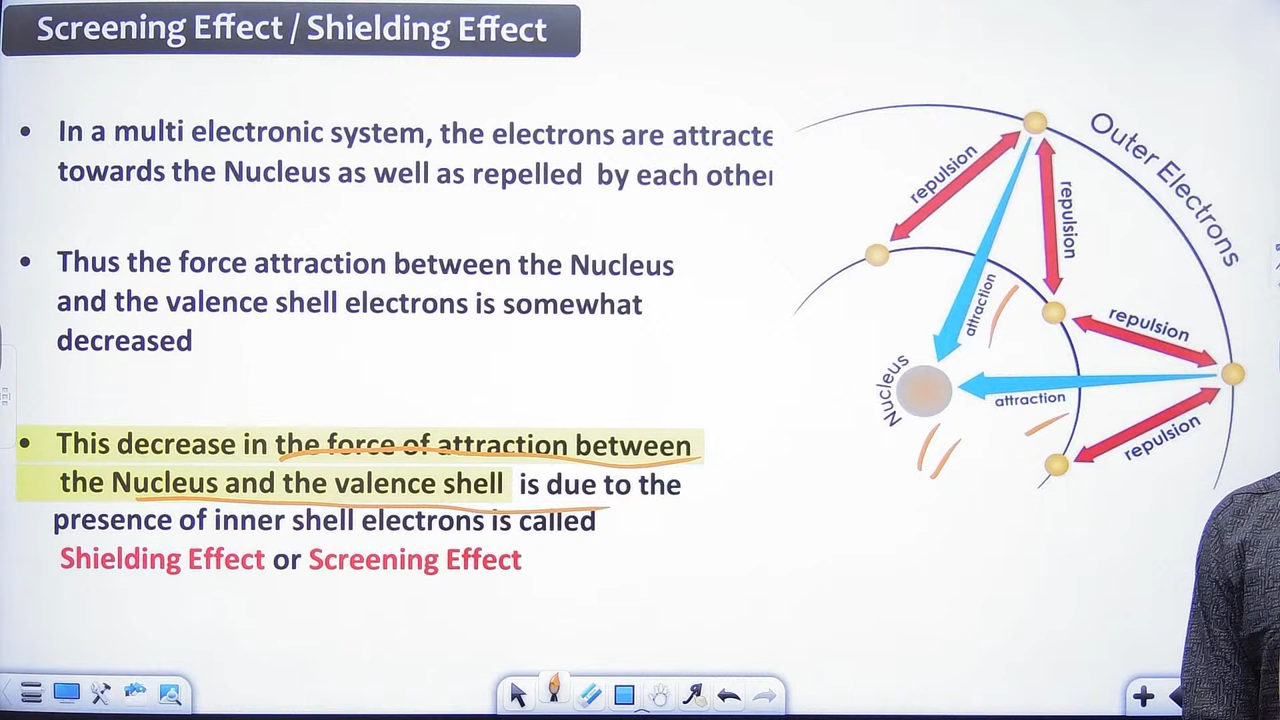 Screening Effect / Shielding Effect
• In a multi electronic system, the electrons are attracte
towards the Nucleus as well as repelled by each other
• Thus the force attraction between the Nucleus
and the valence shell electrons is somewhat
decreased
• This decrease in the force of attraction between
the Nucleus and the valence shell is due to the
presence of inner shell electrons is called
Shielding Effect or Screening Effect
Outer Electrons
repulsion
repulsion
attraction
repulsion
Nucleus
attraction
repulsion